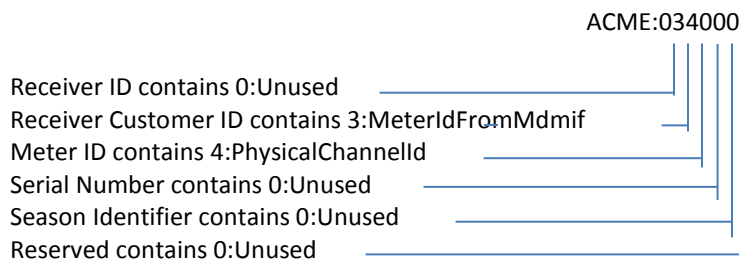 ACME:034000
Receiver ID contains 0:Unused
Receiver Customer ID contains 3:MeterIdFromMdmif
Meter ID contains 4:PhysicalChannelId
Serial Number contains 0:Unused
Season Identifier contains 0:Unused
Reserved contains 0:Unused